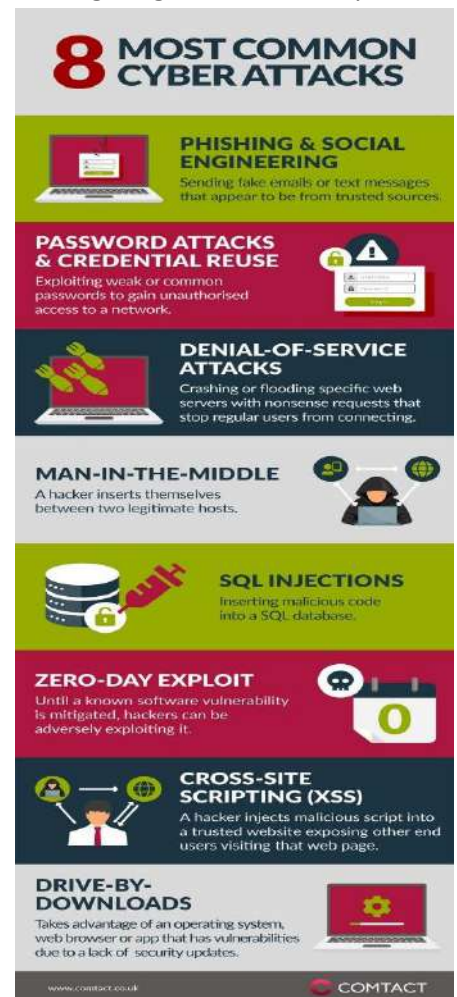 8 MOST COMMON
CYBER ATTACKS
PHISHING & SOCIAL
ENGINEERING
Sending fake emails or text messages
that appear to be from trusted sources.
PASSWORD ATTACKS
& CREDENTIAL REUSE
Exploiting weak or common
passwords to gain unauthorised
access to a network.
DENIAL-OF-SERVICE
ATTACKS
Crashing or flooding specific web
servers with nonsense requests that
stop regular users from connecting.
MAN-IN-THE-MIDDLE
A hacker inserts themselves
between two legitimate hosts.
SQL INJECTIONS
Inserting malicious code
into a SQL database.
ZERO-DAY EXPLOIT
Until a known software vulnerability
is mitigated, hackers can be
adversely exploiting it.
0
CROSS-SITE
SCRIPTING (XSS)
A hacker injects malicious script into
a trusted website exposing other end
users visiting that web page.
DRIVE-BY-
DOWNLOADS
Takes advantage of an operating system,
web browser or app that has vulnerabilities
due to a lack of security updates.
www.comtact.co.uk
COMTACT